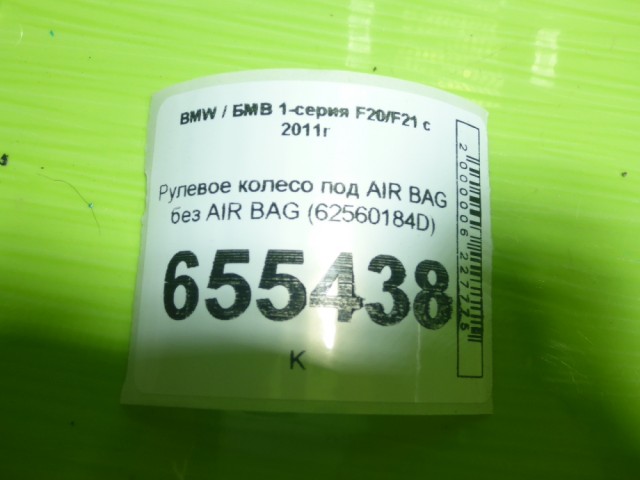 BMW / БМВ 1-серия F20/F21 с
2011г
Рулевое колесо под AIR BAG
без AIR BAG (62560184D)
655438
К
2000006227726